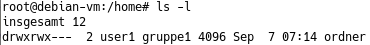 root@debian-vm:/home# ls -l
insgesamt 12
drwxrwx---  2 user1 gruppe1 4096 Sep  7 07:14 ordner